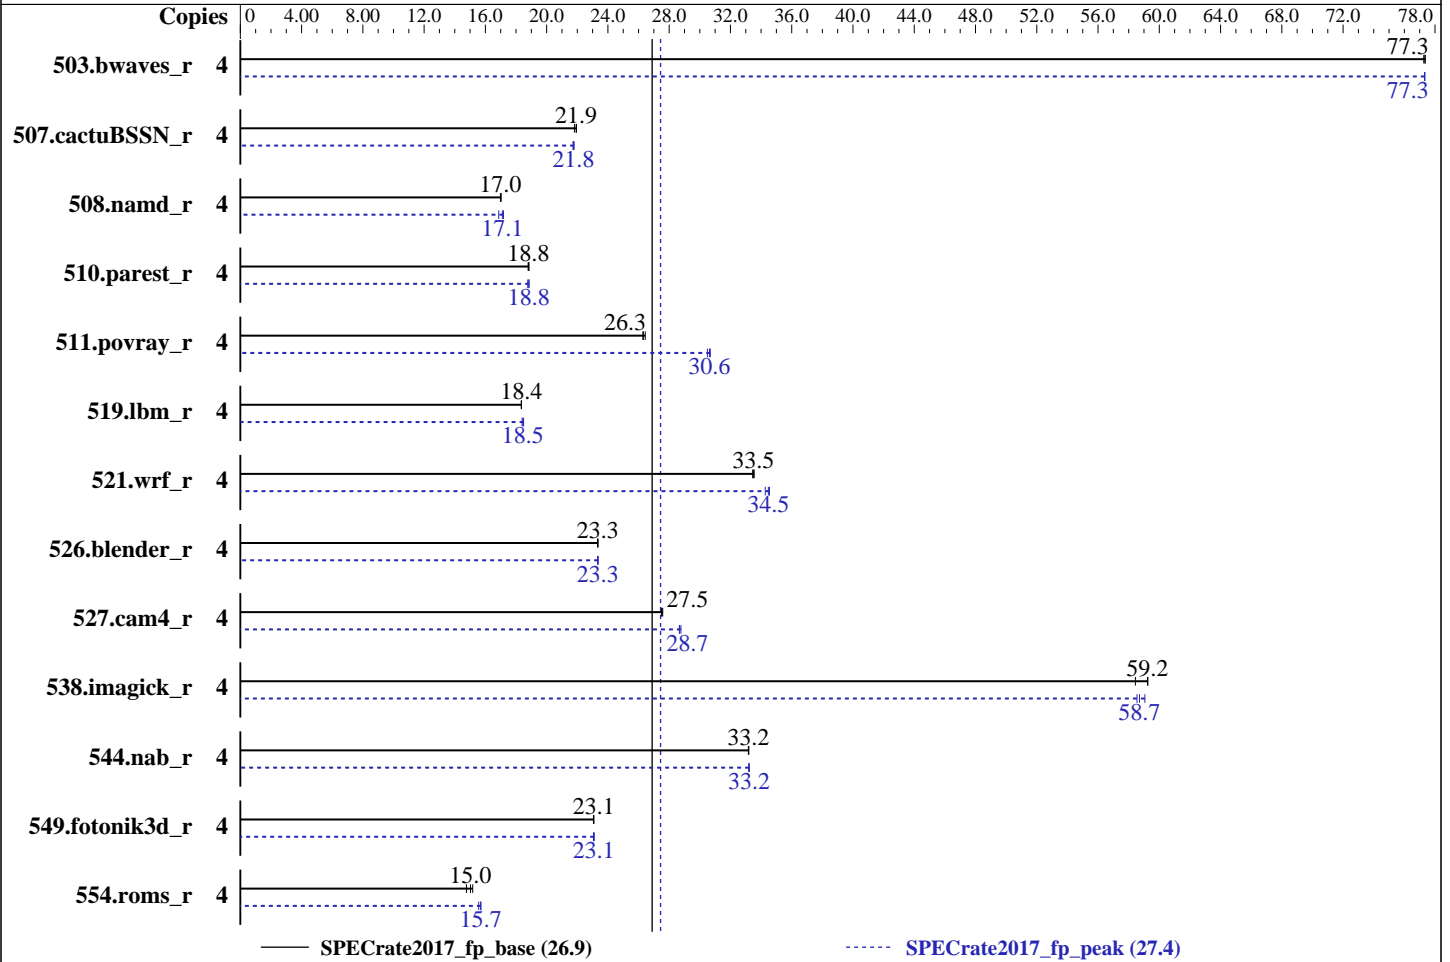 Copies 0 4.00 8.00 12.0 16.0 20.0 24.0 28.0 32.0 36.0 40.0 44.0 48.0 52.0 56.0 60.0 64.0 68.0 72.0 78.0
77.3
503.bwaves_r 4
77.3
21.9
507.cactuBSSN_r 4
21.8
17.0
508.namd_r 4
17.1
18.8
510.parest_r 4
18.8
26.3
511.povray_r 4
30.6
18.4
519.lbm_r 4
18.5
33.5
521.wrf_r 4
34.5
23.3
526.blender_r 4
23.3
27.5
527.cam4_r 4
28.7
59.2
538.imagick_r 4
58.7
33.2
544.nab_r 4
33.2
23.1
549.fotonik3d_r 4
23.1
15.0
554.roms_r 4
15.7
SPECrate2017_fp_base (26.9) SPECrate2017_fp_peak (27.4)